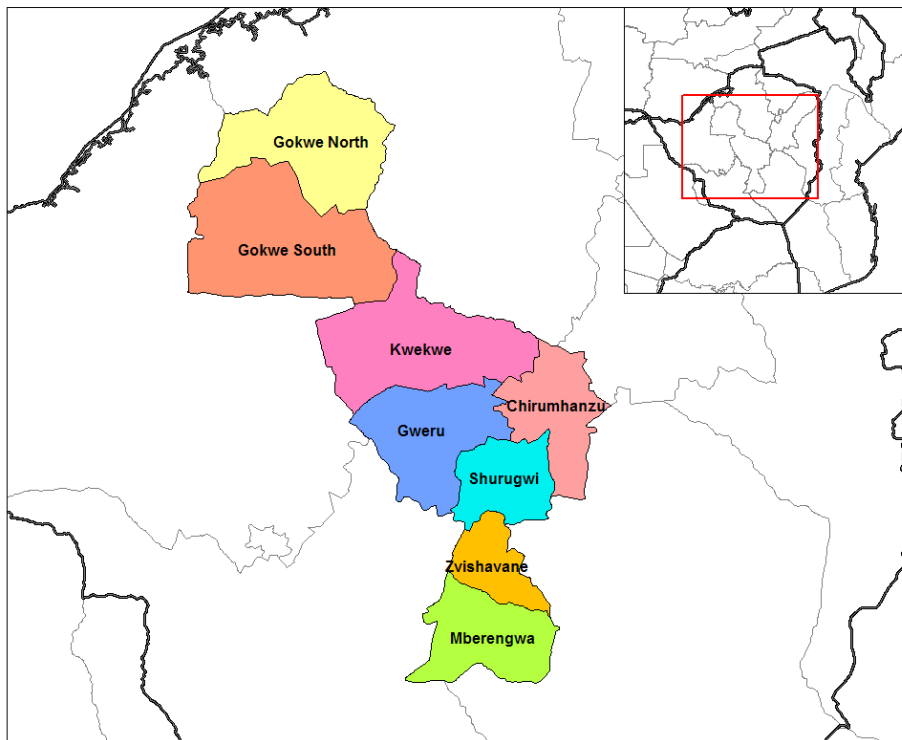 Gokwe North
Gokwe South
Kwekwe
Chirumhanzu
Gweru
Shurugwi
Zvishavane
Mberengwa